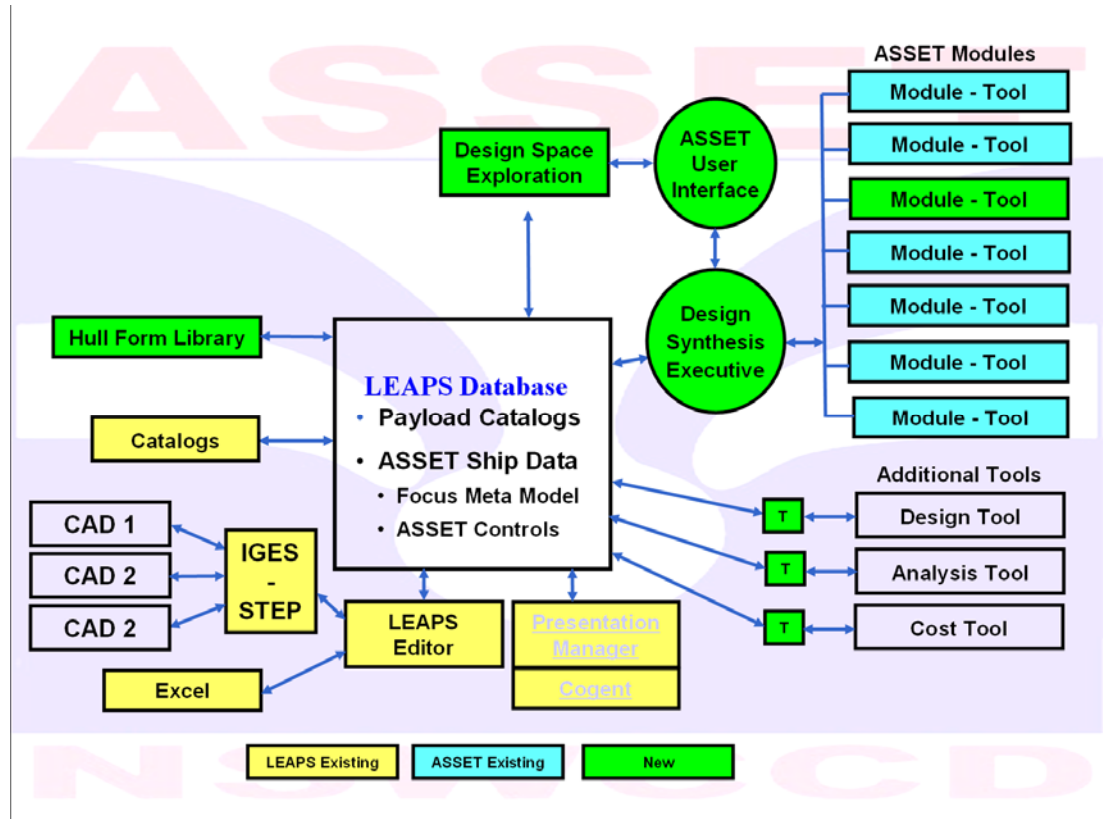 ASSET
ASSET Modules
Module - Tool
Module - Tool
Module - Tool
Module - Tool
Module - Tool
Module - Tool
Module - Tool
Design Space
Exploration
ASSET
User
Interface
Design
Synthesis
Executive
Hull Form Library
Catalogs
LEAPS Database
• Payload Catalogs
• ASSET Ship Data
• Focus Meta Model
• ASSET Controls
CAD 1
CAD 2
CAD 2
IGES
-
STEP
Excel
LEAPS
Editor
Presentation
Manager
Cogent
Additional Tools
T
Design Tool
T
Analysis Tool
T
Cost Tool
LEAPS Existing
ASSET Existing
New
NSWCCD